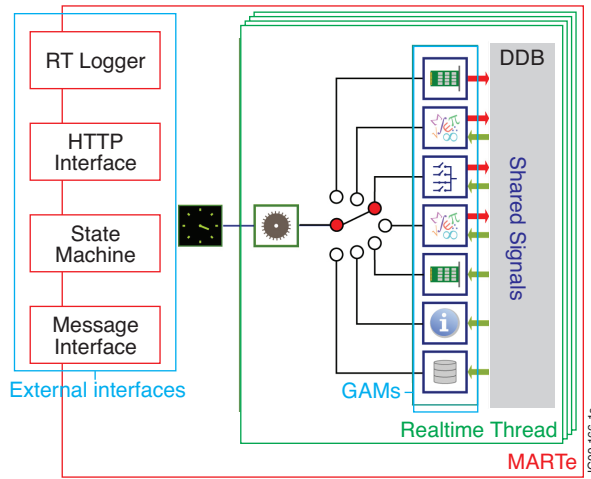 RT Logger
HTTP
Interface
State
Machine
Message
Interface
External interfaces
DDB
Shared Signals
GAMs
Realtime Thread
MARTe